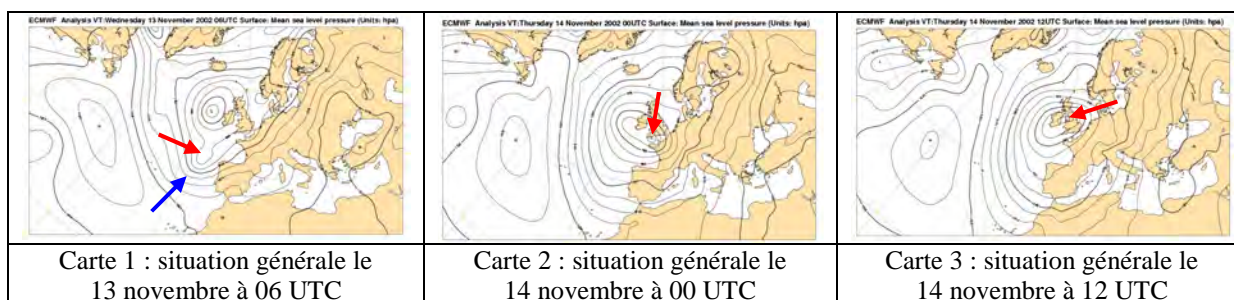 ECMWF Analysis VT:Wednesday 13 November 2002 06UTC Surface: Mean sea level pressure (Units: hpa)
ECMWF Analysis VT:Thursday 14 November 2002 00UTC Surface: Mean sea level pressure (Units: hpa)
ECMWF Analysis VT:Thursday 14 November 2002 12UTC Surface: Mean sea level pressure (Units: hpa)
Carte 1 : situation générale le
13 novembre à 06 UTC
Carte 2 : situation générale le
14 novembre à 00 UTC
Carte 3 : situation générale le
14 novembre à 12 UTC